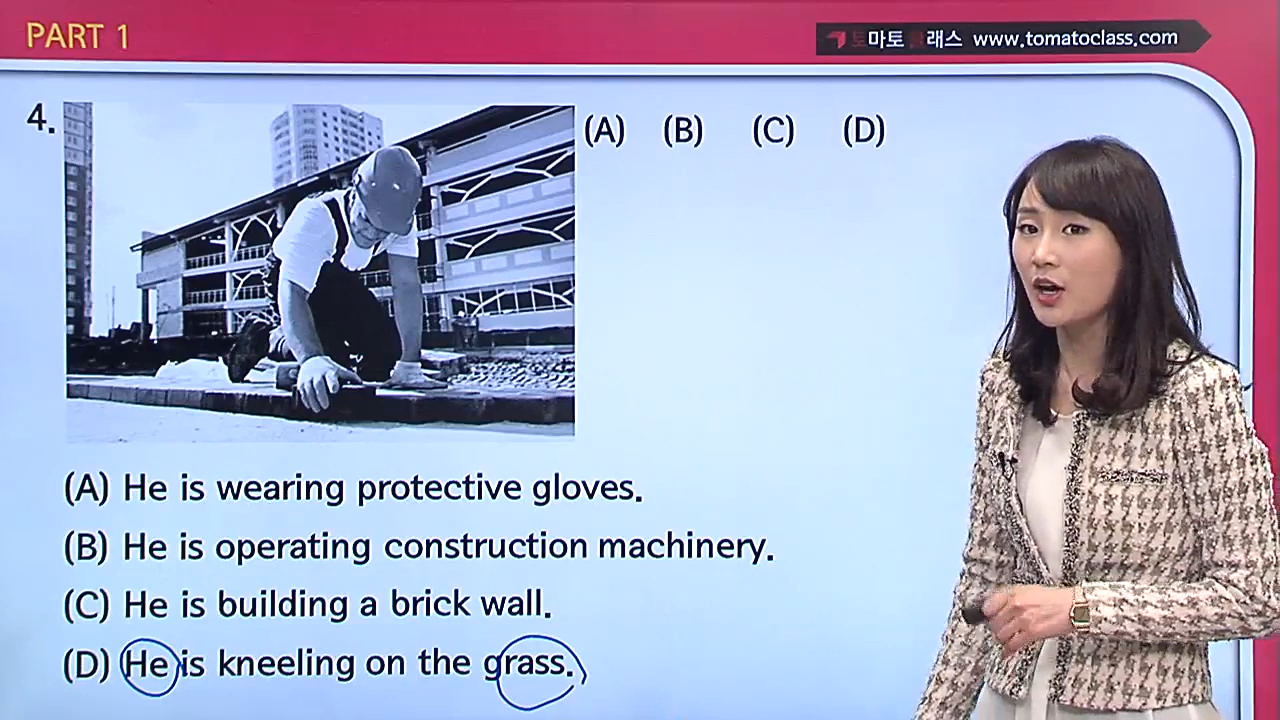 PART 1
토마토클래스 www.tomatoclass.com
4.
(A) (B) (C) (D)
(A) He is wearing protective gloves.
(B) He is operating construction machinery.
(C) He is building a brick wall.
(D) He is kneeling on the grass.